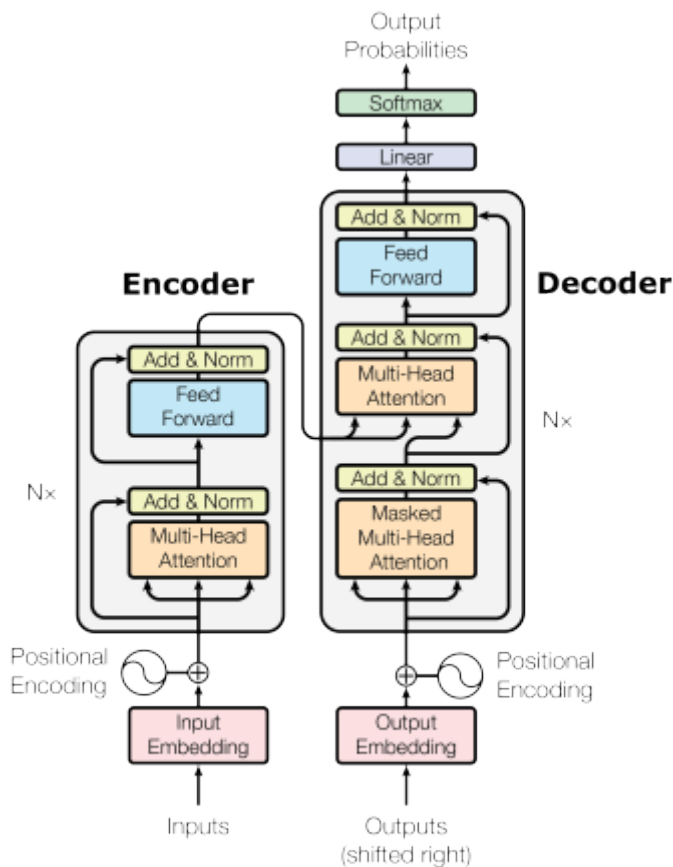 Output
Probabilities
Softmax
Linear
Add & Norm
Feed
Forward
Encoder
Decoder
Add & Norm
Add & Norm
Multi-Head
Attention
Feed
Forward
Nx
Nx
Add & Norm
Add & Norm
Multi-Head
Attention
Masked
Multi-Head
Attention
Positional
Encoding
Positional
Encoding
Input
Embedding
Output
Embedding
Inputs
Outputs
(shifted right)